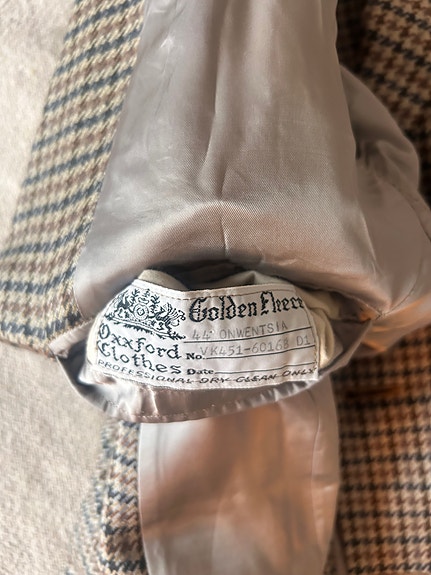 Golden Fleece
44 ONWENTSIA
Oxxford No. VK451-60168 D1
Clothes Date
PROFESSIONAL DRY CLEAN ONLY